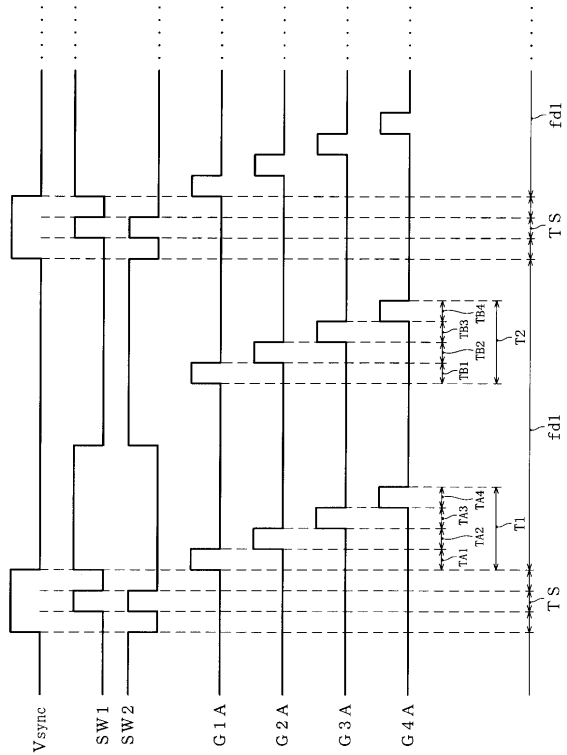 Vsync
SW1
SW2
G1A
G2A
G3A
G4A
TA1
TA2
TA3
TA4
TB1
TB2
TB3
TB4
T1
T2
TS
fd1
TS
fd1